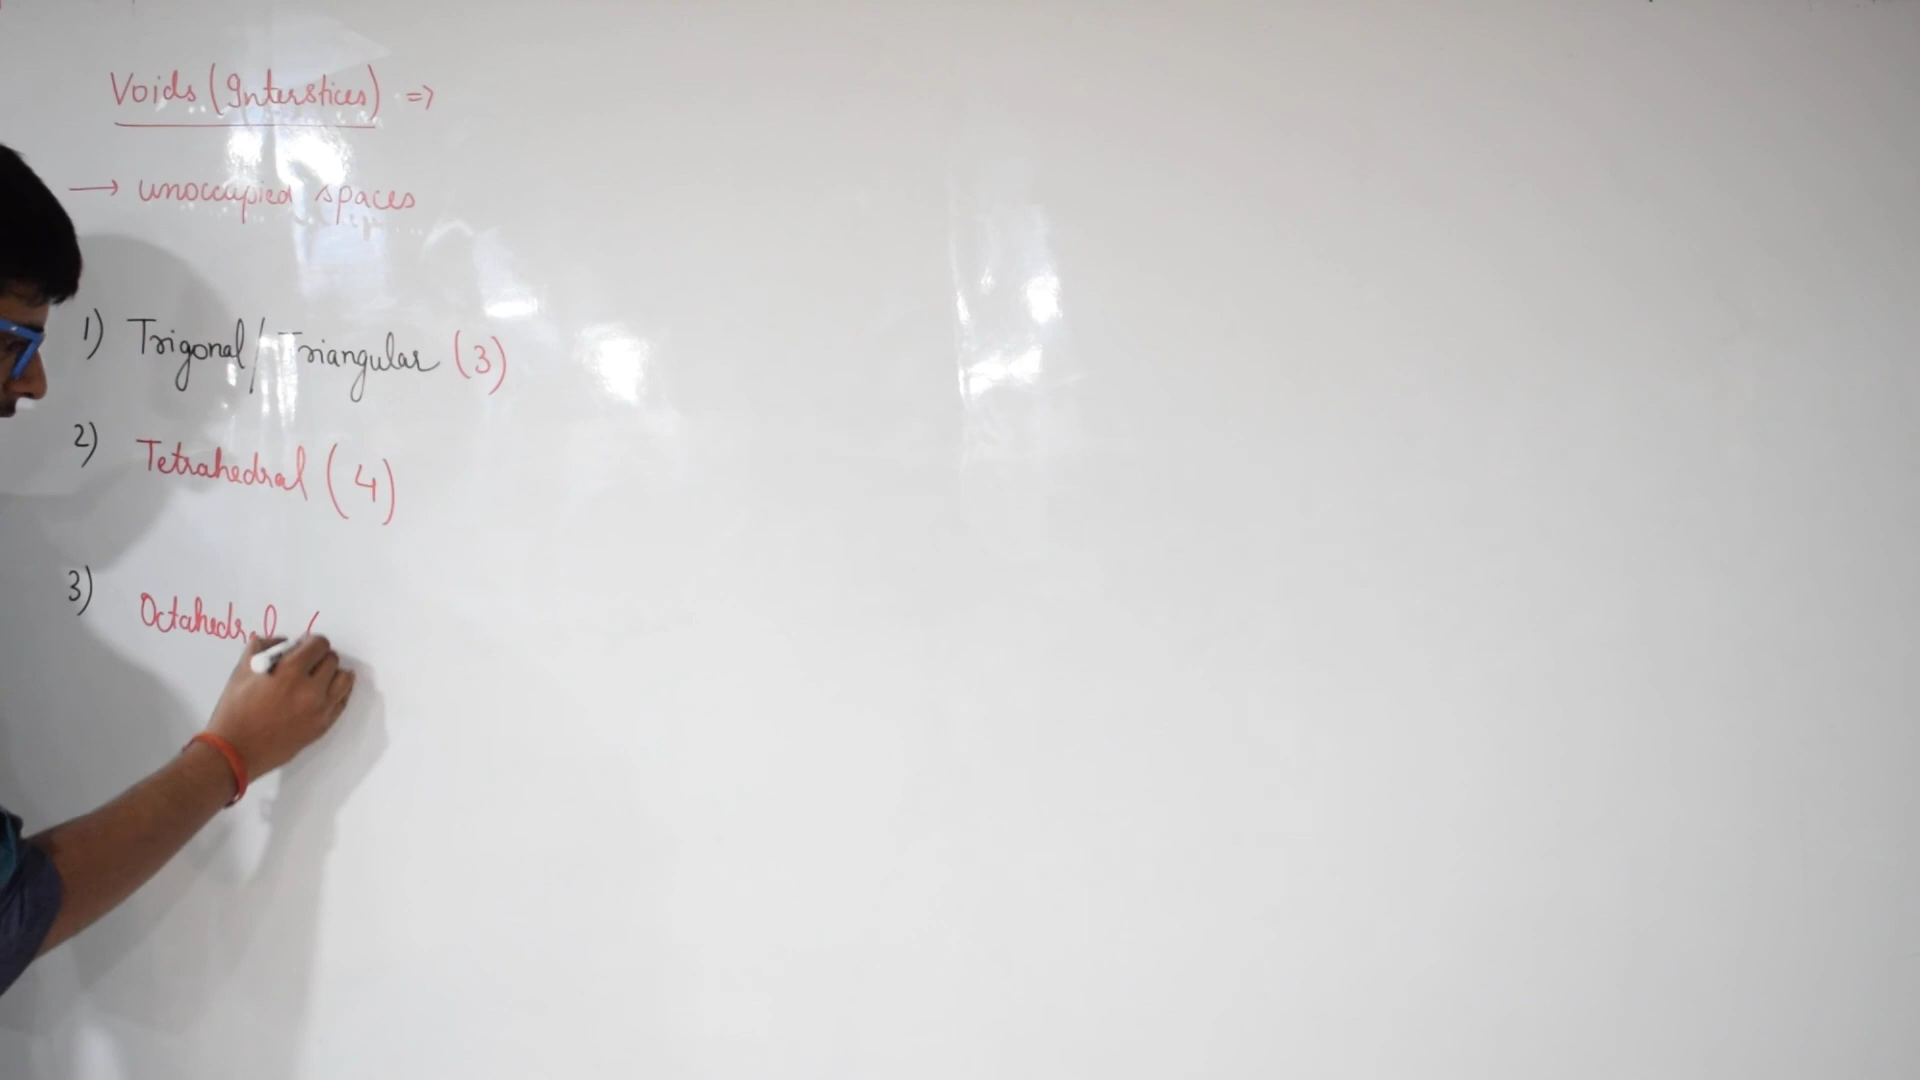 Voids (Interstices) =>
→ unoccupied spaces
1) Trigonal/Triangular (3)
2) Tetrahedral (4)
3) Octahedral (